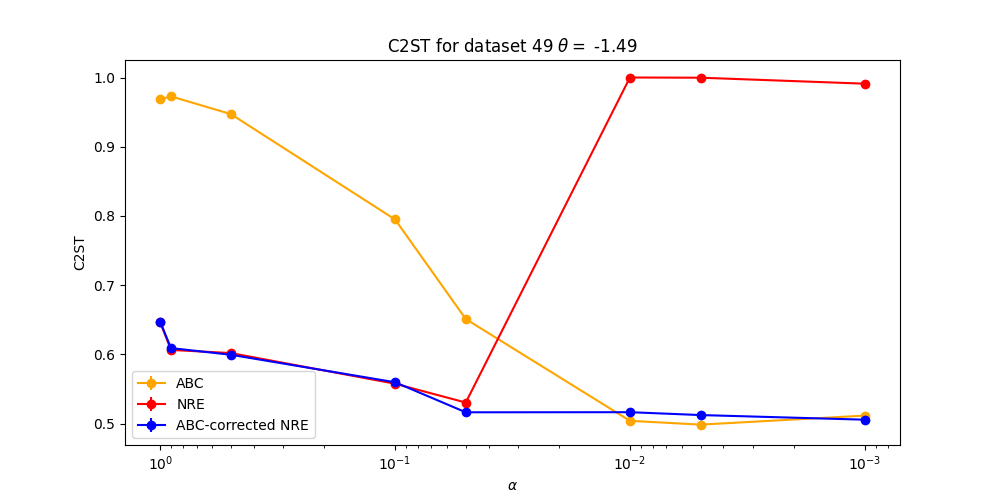 C2ST for dataset 49 θ = -1.49
C2ST
1.0
0.9
0.8
0.7
0.6
0.5
ABC
NRE
ABC-corrected NRE
10⁰
10⁻¹
10⁻²
10⁻³
α